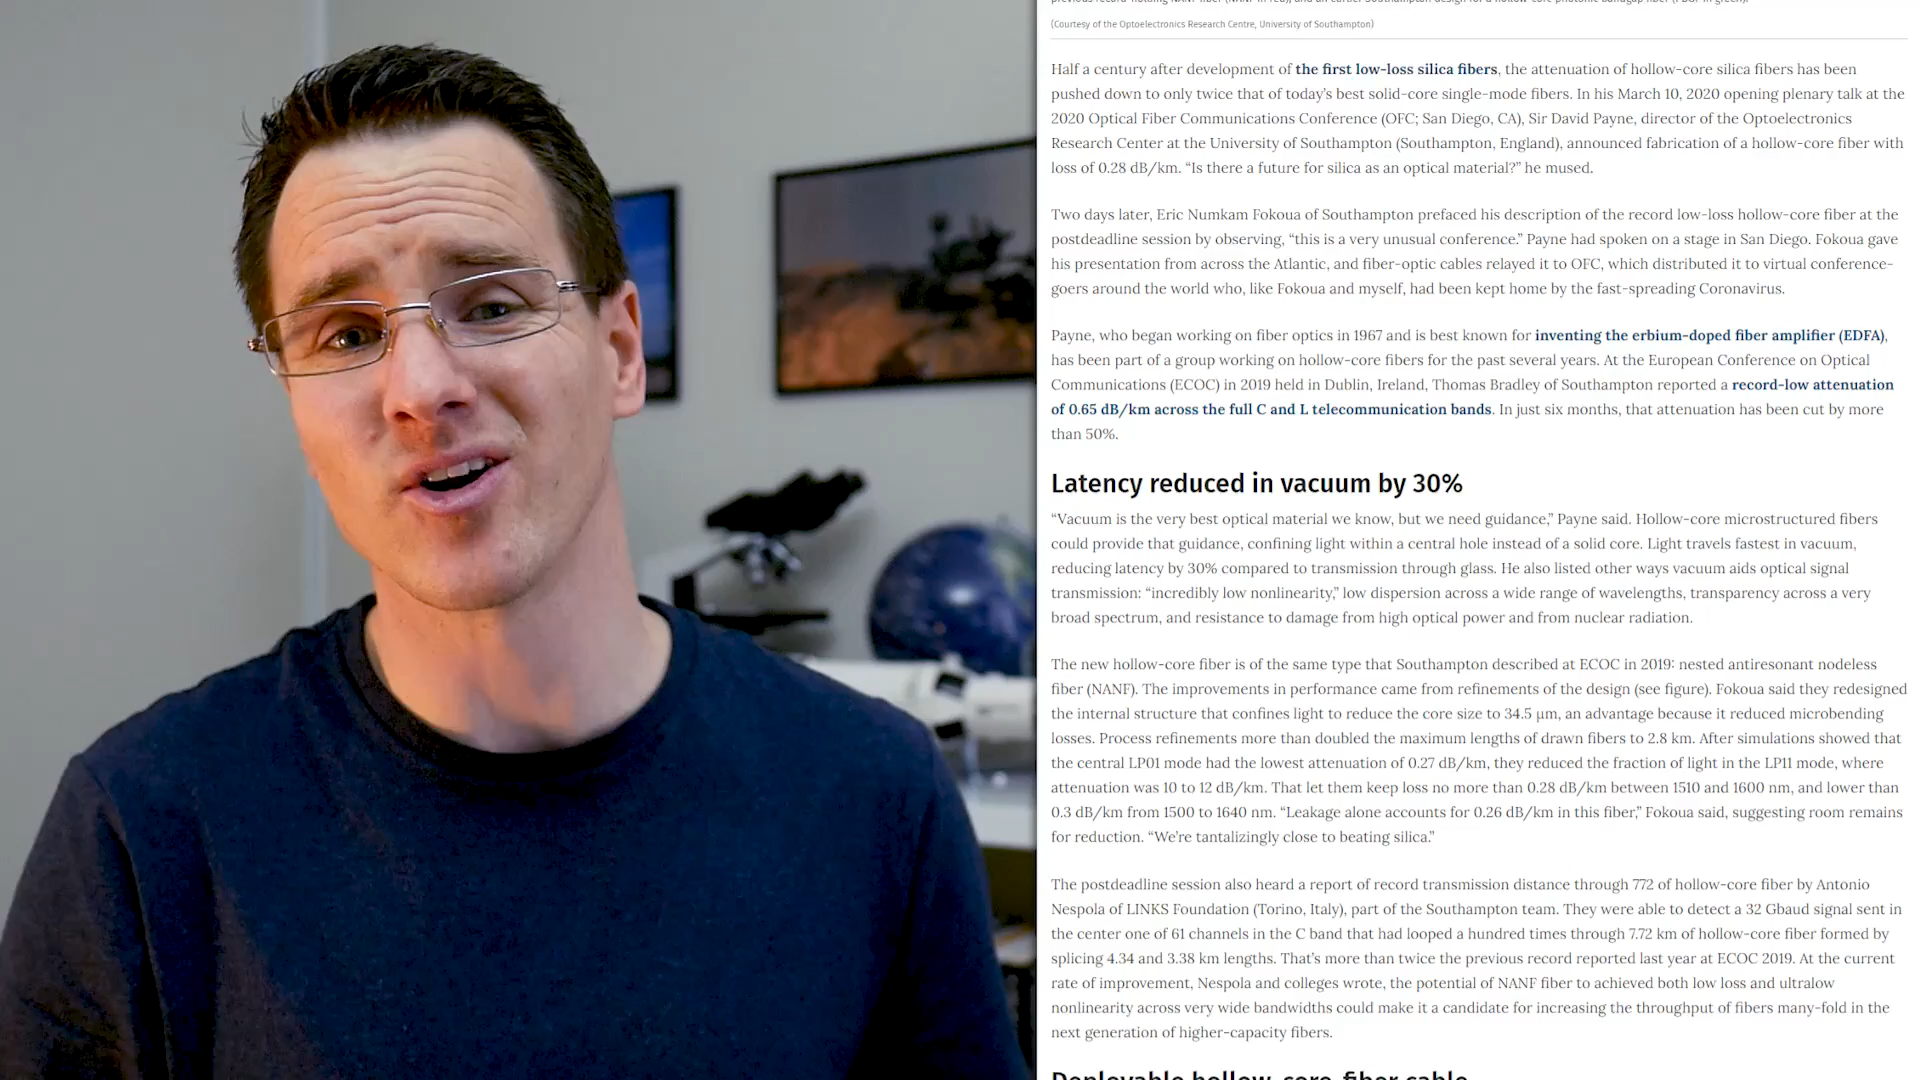 previous record-holding NANF fiber (NANF in red), and an earlier Southampton design for a hollow-core photonic bandgap fiber (PBGF in green).
(Courtesy of the Optoelectronics Research Centre, University of Southampton)
Half a century after development of the first low-loss silica fibers, the attenuation of hollow-core silica fibers has been
pushed down to only twice that of today’s best solid-core single-mode fibers. In his March 10, 2020 opening plenary talk at the
2020 Optical Fiber Communications Conference (OFC; San Diego, CA), Sir David Payne, director of the Optoelectronics
Research Center at the University of Southampton (Southampton, England), announced fabrication of a hollow-core fiber with
loss of 0.28 dB/km. “Is there a future for silica as an optical material?” he mused.
Two days later, Eric Numkam Fokoua of Southampton prefaced his description of the record low-loss hollow-core fiber at the
postdeadline session by observing, “this is a very unusual conference.” Payne had spoken on a stage in San Diego. Fokoua gave
his presentation from across the Atlantic, and fiber-optic cables relayed it to OFC, which distributed it to virtual conference-
goers around the world who, like Fokoua and myself, had been kept home by the fast-spreading Coronavirus.
Payne, who began working on fiber optics in 1967 and is best known for inventing the erbium-doped fiber amplifier (EDFA),
has been part of a group working on hollow-core fibers for the past several years. At the European Conference on Optical
Communications (ECOC) in 2019 held in Dublin, Ireland, Thomas Bradley of Southampton reported a record-low attenuation
of 0.65 dB/km across the full C and L telecommunication bands. In just six months, that attenuation has been cut by more
than 50%.
Latency reduced in vacuum by 30%
“Vacuum is the very best optical material we know, but we need guidance,” Payne said. Hollow-core microstructured fibers
could provide that guidance, confining light within a central hole instead of a solid core. Light travels fastest in vacuum,
reducing latency by 30% compared to transmission through glass. He also listed other ways vacuum aids optical signal
transmission: “incredibly low nonlinearity,” low dispersion across a wide range of wavelengths, transparency across a very
broad spectrum, and resistance to damage from high optical power and from nuclear radiation.
The new hollow-core fiber is of the same type that Southampton described at ECOC in 2019: nested antiresonant nodeless
fiber (NANF). The improvements in performance came from refinements of the design (see figure). Fokoua said they redesigned
the internal structure that confines light to reduce the core size to 34.5 μm, an advantage because it reduced microbending
losses. Process refinements more than doubled the maximum lengths of drawn fibers to 2.8 km. After simulations showed that
the central LP01 mode had the lowest attenuation of 0.27 dB/km, they reduced the fraction of light in the LP11 mode, where
attenuation was 10 to 12 dB/km. That let them keep loss no more than 0.28 dB/km between 1510 and 1600 nm, and lower than
0.3 dB/km from 1500 to 1640 nm. “Leakage alone accounts for 0.26 dB/km in this fiber,” Fokoua said, suggesting room remains
for reduction. “We’re tantalizingly close to beating silica.”
The postdeadline session also heard a report of record transmission distance through 772 of hollow-core fiber by Antonio
Nespola of LINKS Foundation (Torino, Italy), part of the Southampton team. They were able to detect a 32 Gbaud signal sent in
the center one of 61 channels in the C band that had looped a hundred times through 7.72 km of hollow-core fiber formed by
splicing 4.34 and 3.38 km lengths. That’s more than twice the previous record reported last year at ECOC 2019. At the current
rate of improvement, Nespola and colleges wrote, the potential of NANF fiber to achieved both low loss and ultralow
nonlinearity across very wide bandwidths could make it a candidate for increasing the throughput of fibers many-fold in the
next generation of higher-capacity fibers.
Deployable hollow-core-fiber cable